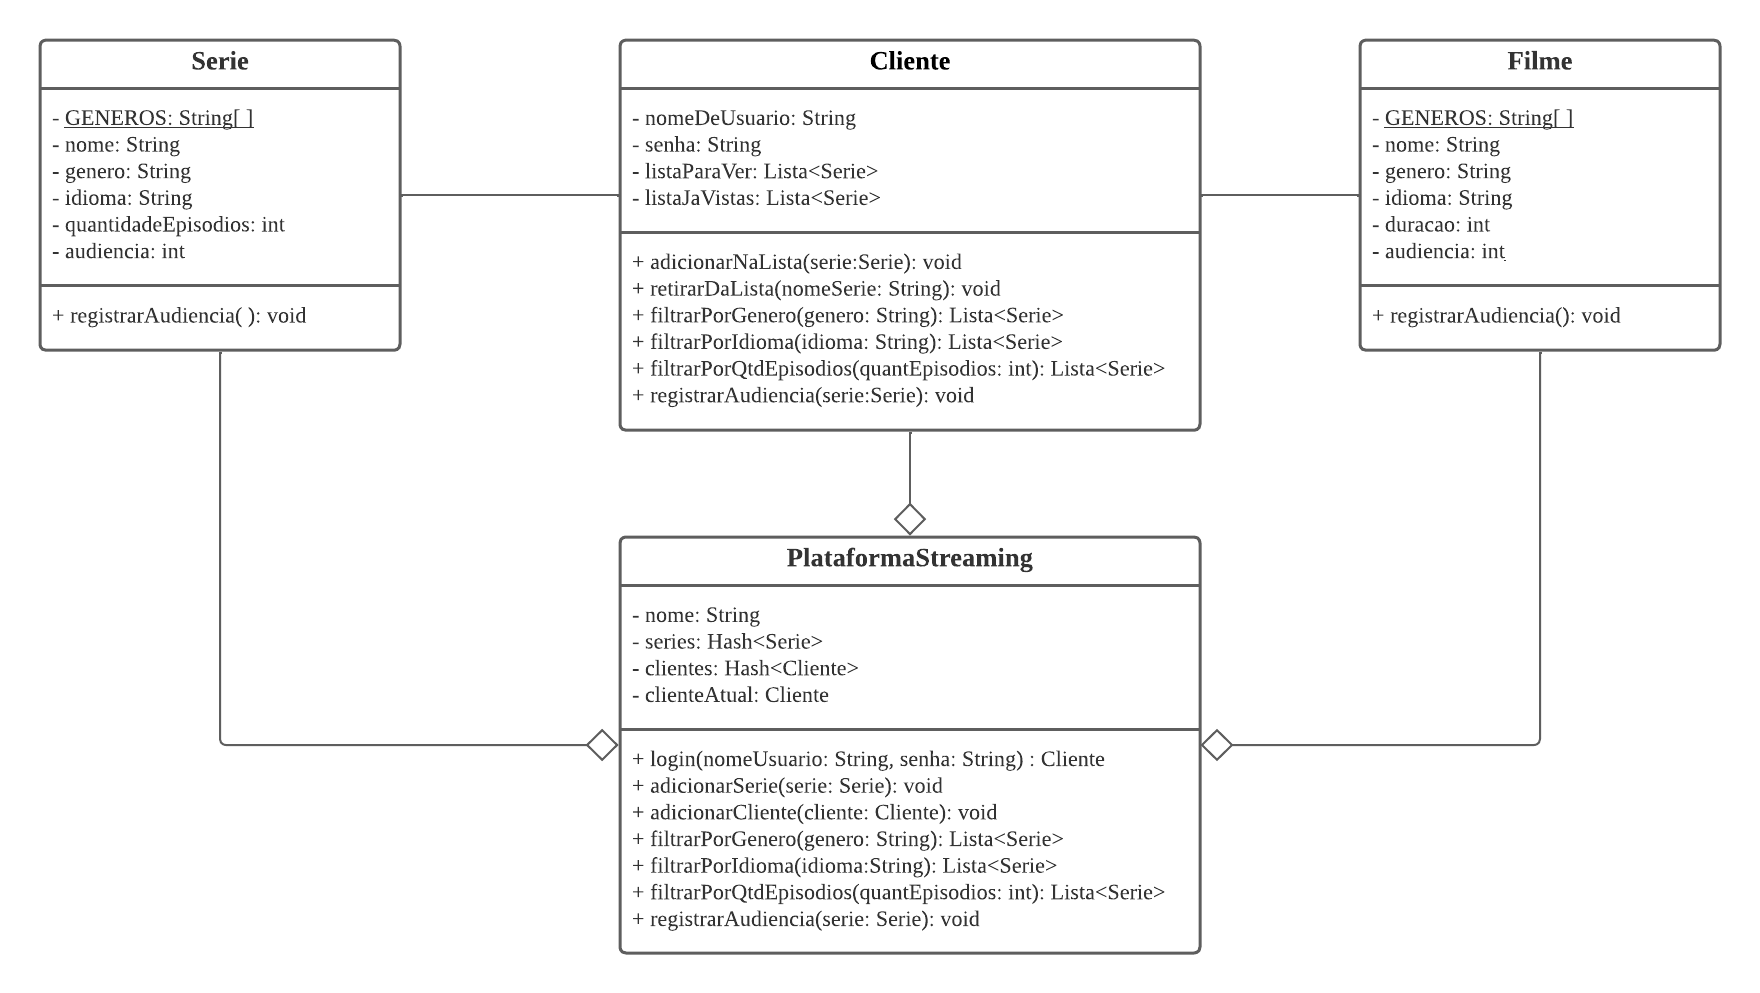 Serie
- GENEROS: String[ ]
- nome: String
- genero: String
- idioma: String
- quantidadeEpisodios: int
- audiencia: int
+ registrarAudiencia( ): void
Cliente
- nomeDeUsuario: String
- senha: String
- listaParaVer: Lista<Serie>
- listaJaVistas: Lista<Serie>
+ adicionarNaLista(serie:Serie): void
+ retirarDaLista(nomeSerie: String): void
+ filtrarPorGenero(genero: String): Lista<Serie>
+ filtrarPorIdioma(idioma: String): Lista<Serie>
+ filtrarPorQtdEpisodios(quantEpisodios: int): Lista<Serie>
+ registrarAudiencia(serie:Serie): void
Filme
- GENEROS: String[ ]
- nome: String
- genero: String
- idioma: String
- duracao: int
- audiencia: int
+ registrarAudiencia(): void
PlataformaStreaming
- nome: String
- series: Hash<Serie>
- clientes: Hash<Cliente>
- clienteAtual: Cliente
+ login(nomeUsuario: String, senha: String) : Cliente
+ adicionarSerie(serie: Serie): void
+ adicionarCliente(cliente: Cliente): void
+ filtrarPorGenero(genero: String): Lista<Serie>
+ filtrarPorIdioma(idioma:String): Lista<Serie>
+ filtrarPorQtdEpisodios(quantEpisodios: int): Lista<Serie>
+ registrarAudiencia(serie: Serie): void